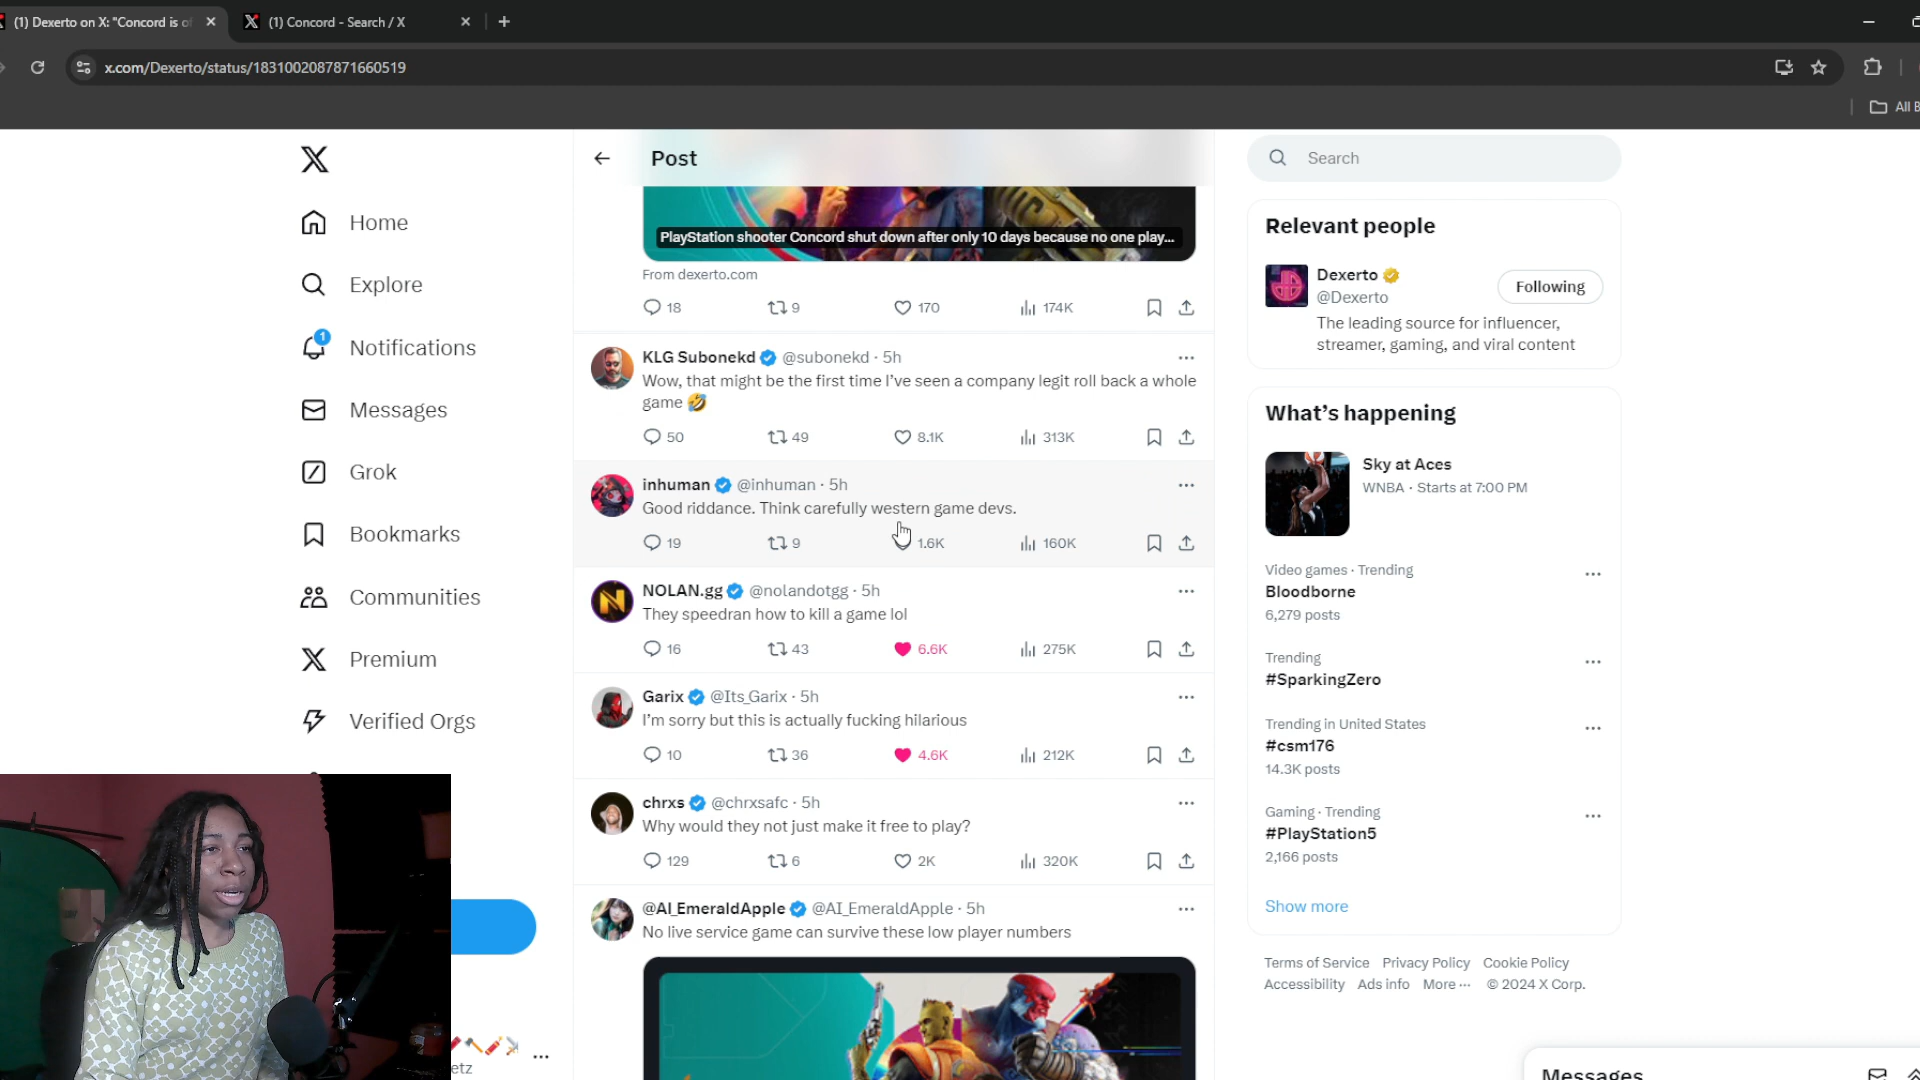 (1) Dexerto on X: "Concord is of
(1) Concord - Search / X
x.com/Dexerto/status/1831002087871660519
All B
Home
Explore
1
Notifications
Messages
Grok
Bookmarks
Communities
Premium
Verified Orgs
etz
Post
PlayStation shooter Concord shut down after only 10 days because no one play...
From dexerto.com
18 9 170 174K
KLG Subonekd @subonekd · 5h
Wow, that might be the first time I've seen a company legit roll back a whole
game 🤣
50 49 8.1K 313K
inhuman @inhuman · 5h
Good riddance. Think carefully western game devs.
19 9 1.6K 160K
NOLAN.gg @nolandotgg · 5h
They speedran how to kill a game lol
16 43 6.6K 275K
Garix @Its_Garix · 5h
I'm sorry but this is actually fucking hilarious
10 36 4.6K 212K
chrxs @chrxsafc · 5h
Why would they not just make it free to play?
129 6 2K 320K
@AI_EmeraldApple @AI_EmeraldApple · 5h
No live service game can survive these low player numbers
Search
Relevant people
Dexerto
@Dexerto
Following
The leading source for influencer,
streamer, gaming, and viral content
What's happening
Sky at Aces
WNBA · Starts at 7:00 PM
Video games · Trending
Bloodborne
6,279 posts
Trending
#SparkingZero
Trending in United States
#csm176
14.3K posts
Gaming · Trending
#PlayStation5
2,166 posts
Show more
Terms of Service Privacy Policy Cookie Policy
Accessibility Ads info More ··· © 2024 X Corp.
Messages